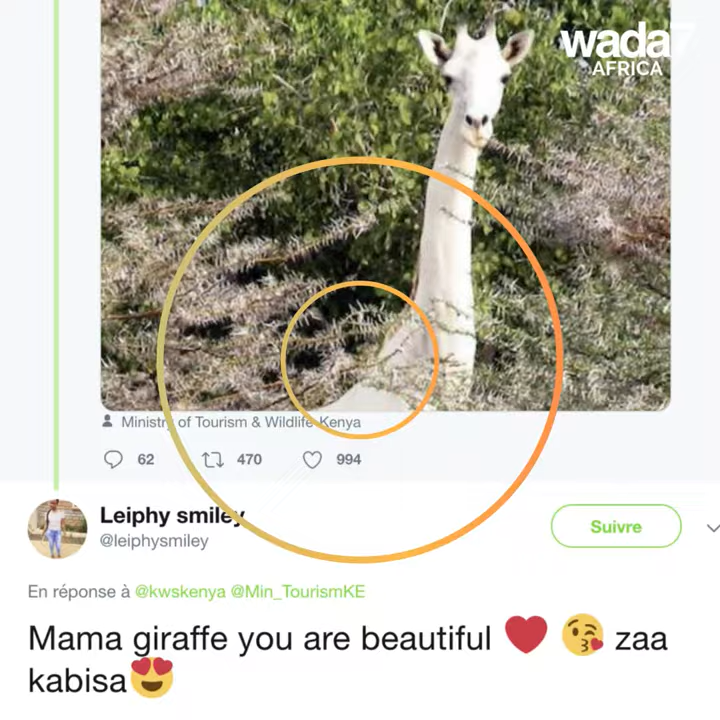 wada7
AFRICA
Ministry of Tourism & Wildlife-Kenya
62 470 994
Leiphy smiley
@leiphysmiley
Suivre
En réponse à @kwskenya @Min_TourismKE
Mama giraffe you are beautiful ❤️ 😘 zaa
kabisa😍